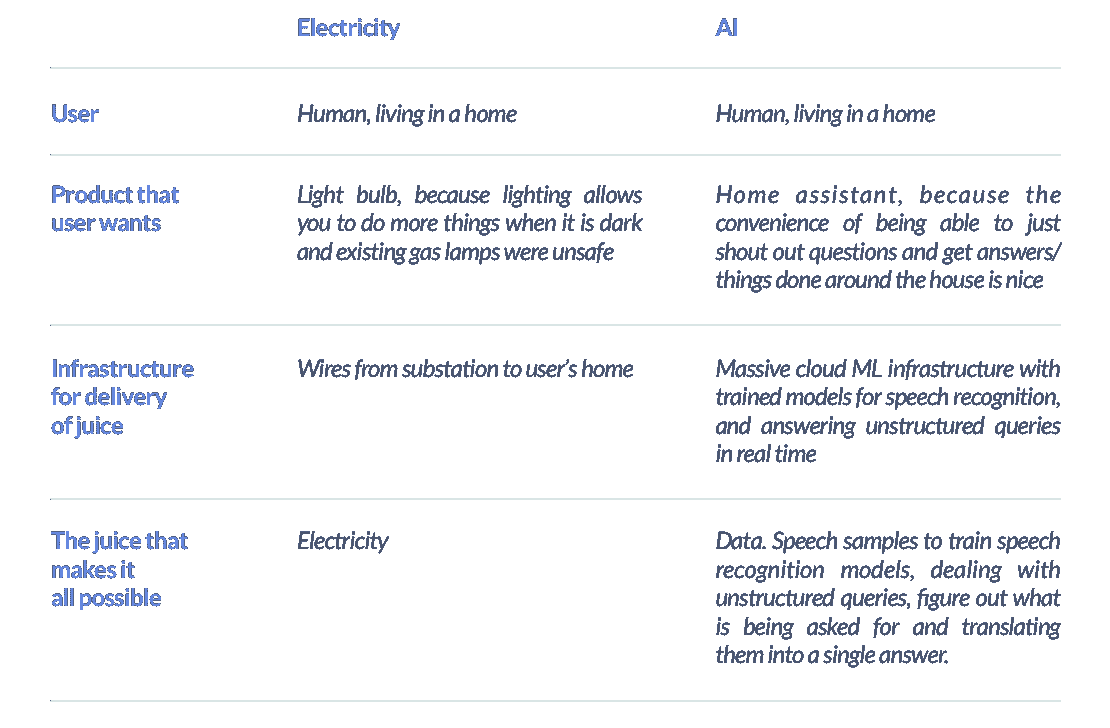 Electricity
AI
User
Human, living in a home
Human, living in a home
Product that
user wants
Light bulb, because lighting allows
you to do more things when it is dark
and existing gas lamps were unsafe
Home assistant, because the
convenience of being able to just
shout out questions and get answers/
things done around the house is nice
Infrastructure
for delivery
of juice
Wires from substation to user's home
Massive cloud ML infrastructure with
trained models for speech recognition,
and answering unstructured queries
in real time
The juice that
makes it
all possible
Electricity
Data. Speech samples to train speech
recognition models, dealing with
unstructured queries, figure out what
is being asked for and translating
them into a single answer.